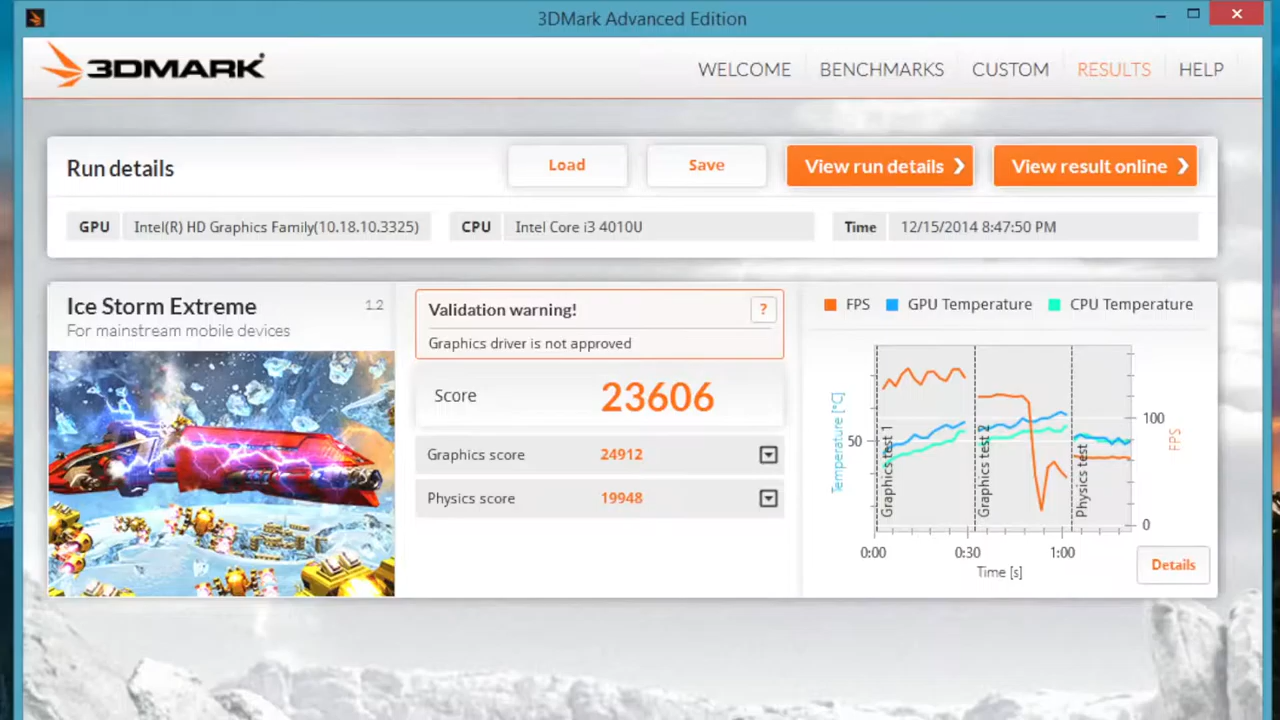 3DMark Advanced Edition
3DMARK
WELCOME BENCHMARKS CUSTOM RESULTS HELP
Run details
Load Save View run details View result online
GPU Intel(R) HD Graphics Family(10.18.10.3325) CPU Intel Core i3 4010U Time 12/15/2014 8:47:50 PM
Ice Storm Extreme 1.2
For mainstream mobile devices
Validation warning! ?
Graphics driver is not approved
Score 23606
Graphics score 24912
Physics score 19948
FPS GPU Temperature CPU Temperature
Temperature [°C]
50
Graphics test 1
Graphics test 2
Physics test
100
0
FPS
0:00 0:30 1:00
Time [s]
Details